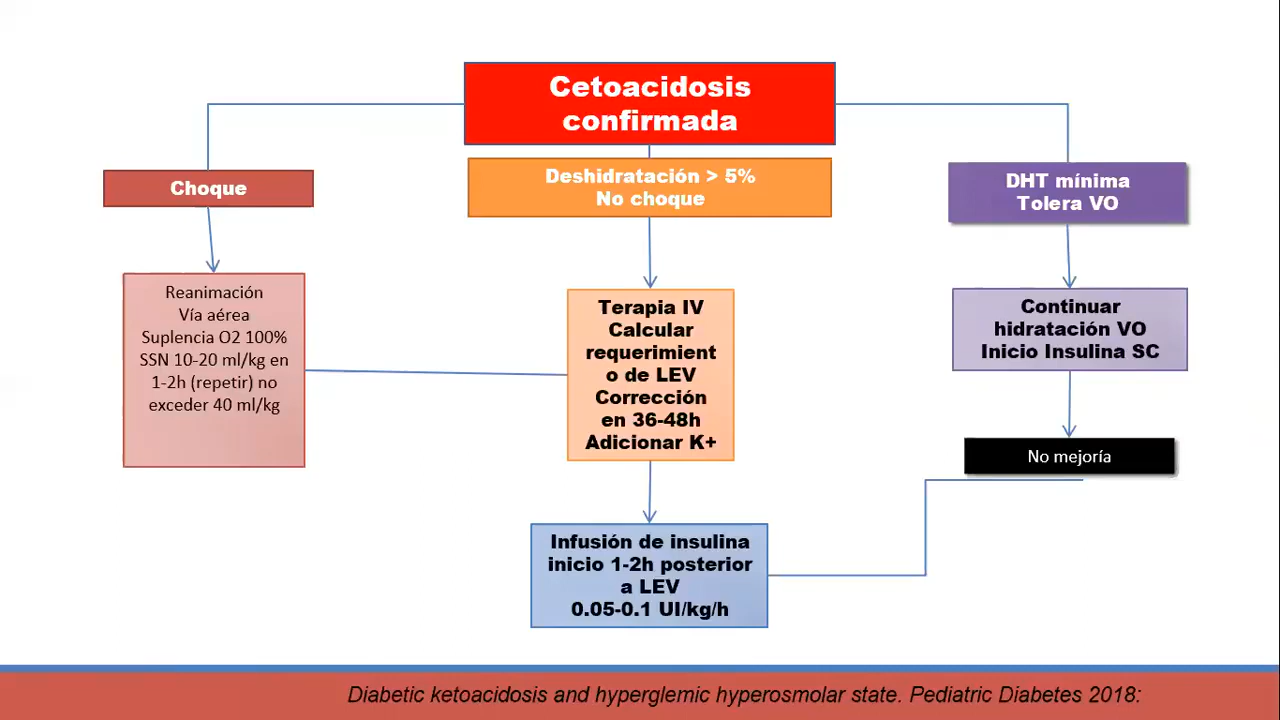 Cetoacidosis
confirmada
Choque
Deshidratación > 5%
No choque
DHT mínima
Tolera VO
Reanimación
Vía aérea
Suplencia O2 100%
SSN 10-20 ml/kg en
1-2h (repetir) no
exceder 40 ml/kg
Terapia IV
Calcular
requerimient
o de LEV
Corrección
en 36-48h
Adicionar K+
Continuar
hidratación VO
Inicio Insulina SC
No mejoría
Infusión de insulina
inicio 1-2h posterior
a LEV
0.05-0.1 UI/kg/h
Diabetic ketoacidosis and hyperglemic hyperosmolar state. Pediatric Diabetes 2018: